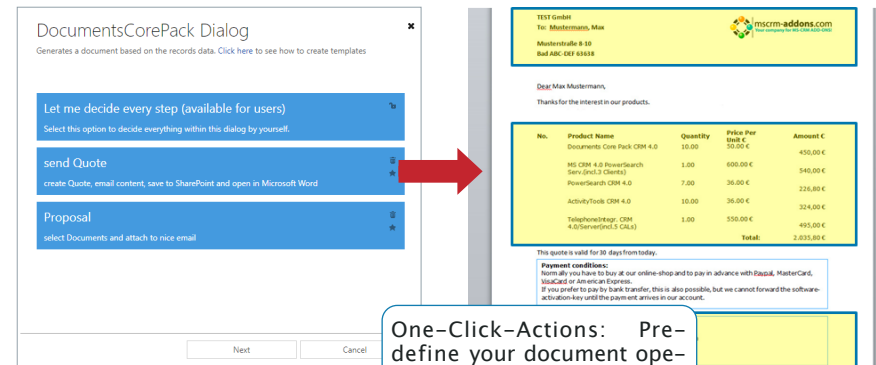 DocumentsCorePack Dialog
Generates a document based on the records data. Click here to see how to create templates
Let me decide every step (available for users)
Select this option to decide everything within this dialog by yourself.
send Quote
create Quote, email content, save to SharePoint and open in Microsoft Word
Proposal
select Documents and attach to nice email
Next Cancel
TEST GmbH
To: Mustermann, Max
Musterstraße 8-10
Bad ABC-DEF 63638
mscrm-addons.com
Your company for MS CRM ADD-ONS!
Dear Max Mustermann,
Thanks for the interest in our products.
No. Product Name Quantity Price Per Unit € Amount €
Documents Core Pack CRM 4.0 10.00 50.00 € 450,00 €
MS CRM 4.0 PowerSearch 1.00 600.00 €
Serv.(incl.3 Clients) 540,00 €
PowerSearch CRM 4.0 7.00 36.00 € 226,80 €
ActivityTools CRM 4.0 10.00 36.00 € 324,00 €
TelephoneIntegr. CRM 1.00 550.00 €
4.0/Server(incl.5 CALs) 495,00 €
Total: 2.035,80 €
This quote is valid for 30 days from today.
Payment conditions:
Normally you have to buy at our online-shop and to pay in advance with Paypal, MasterCard,
VisaCard or American Express.
If you prefer to pay by bank transfer, this is also possible, but we cannot forward the software-
activation-key until the payment arrives in our account.
One-Click-Actions: Pre-
define your document ope-